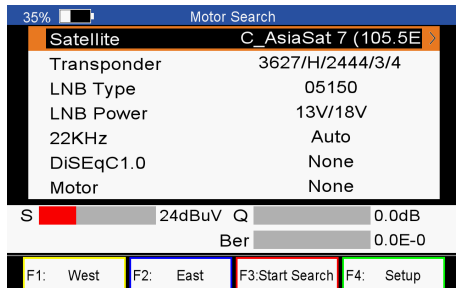 35% Motor Search
Satellite C_AsiaSat 7 (105.5E >
Transponder 3627/H/2444/3/4
LNB Type 05150
LNB Power 13V/18V
22KHz Auto
DiSEqC1.0 None
Motor None
S 24dBuV Q 0.0dB
Ber 0.0E-0
F1: West F2: East F3:Start Search F4: Setup